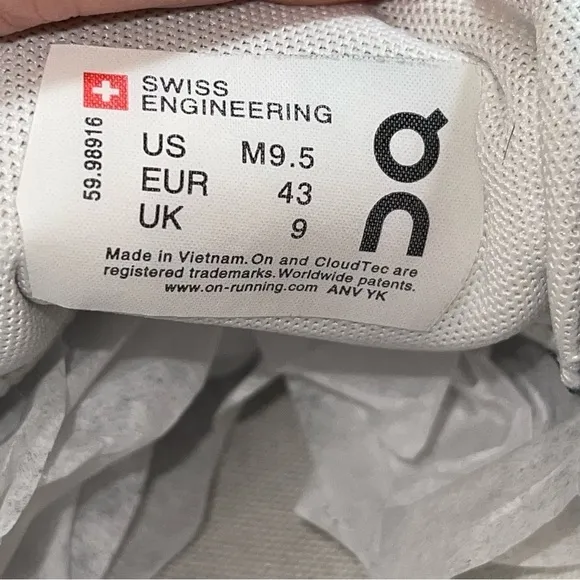 SWISS
ENGINEERING
59.98916
US M9.5
EUR 43
UK 9
Made in Vietnam. On and CloudTec are
registered trademarks. Worldwide patents.
www.on-running.com ANV YK